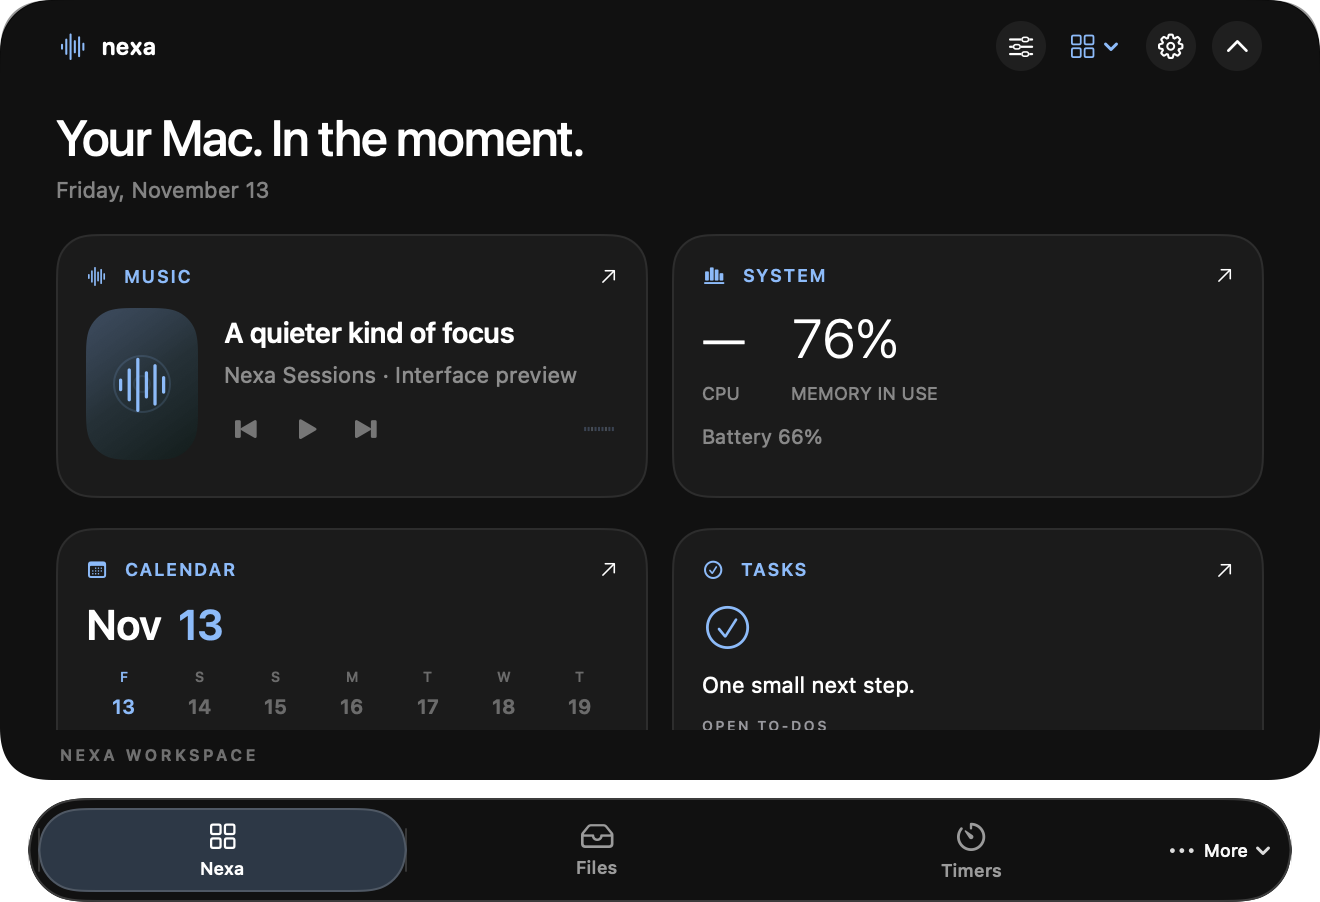 nexa
Your Mac. In the moment.
Friday, November 13
MUSIC
A quieter kind of focus
Nexa Sessions · Interface preview
SYSTEM
— 76%
CPU MEMORY IN USE
Battery 66%
CALENDAR
Nov 13
F S S M T W T
13 14 15 16 17 18 19
TASKS
One small next step.
OPEN TO-DOS
NEXA WORKSPACE
Nexa
Files
Timers
More